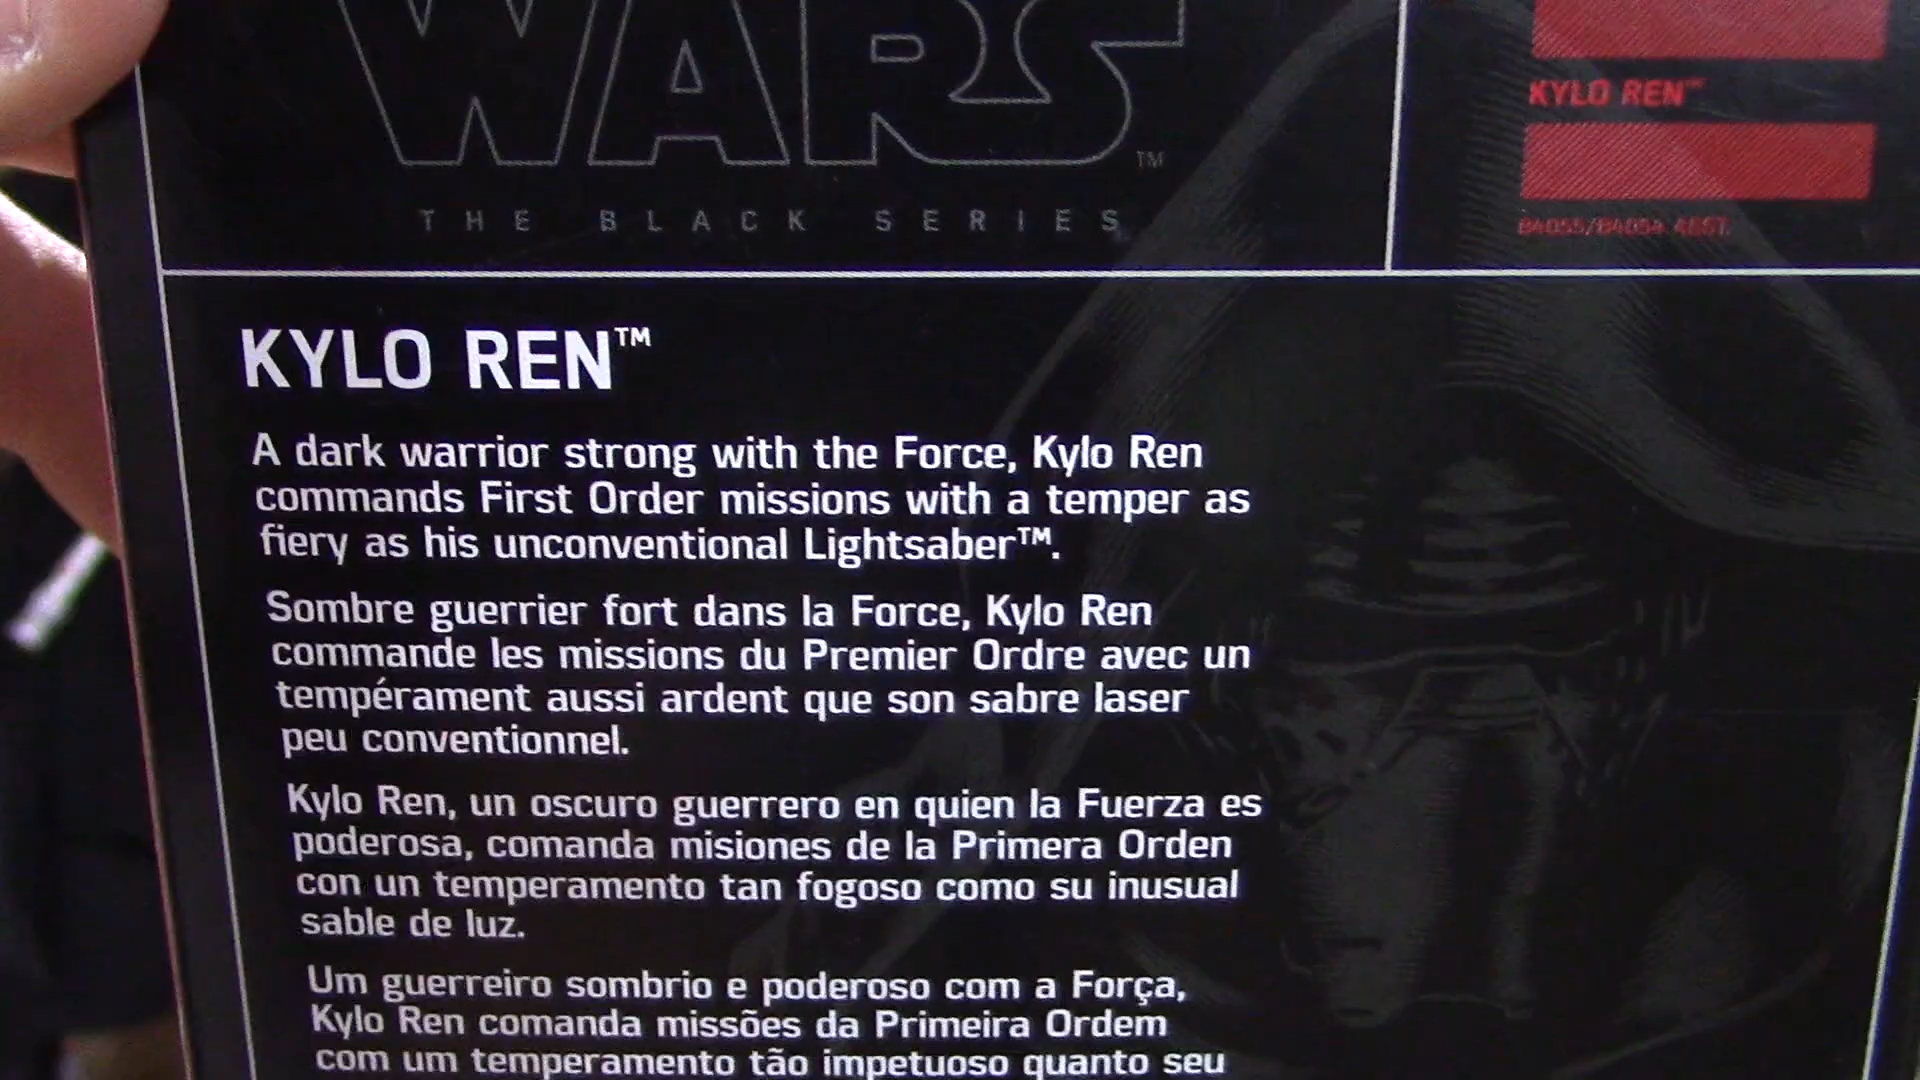 WARS™
THE BLACK SERIES
KYLO REN™
KYLO REN™
A dark warrior strong with the Force, Kylo Ren
commands First Order missions with a temper as
fiery as his unconventional Lightsaber™.
Sombre guerrier fort dans la Force, Kylo Ren
commande les missions du Premier Ordre avec un
tempérament aussi ardent que son sabre laser
peu conventionnel.
Kylo Ren, un oscuro guerrero en quien la Fuerza es
poderosa, comanda misiones de la Primera Orden
con un temperamento tan fogoso como su inusual
sable de luz.
Um guerreiro sombrio e poderoso com a Força,
Kylo Ren comanda missões da Primeira Ordem
com um temperamento tão impetuoso quanto seu